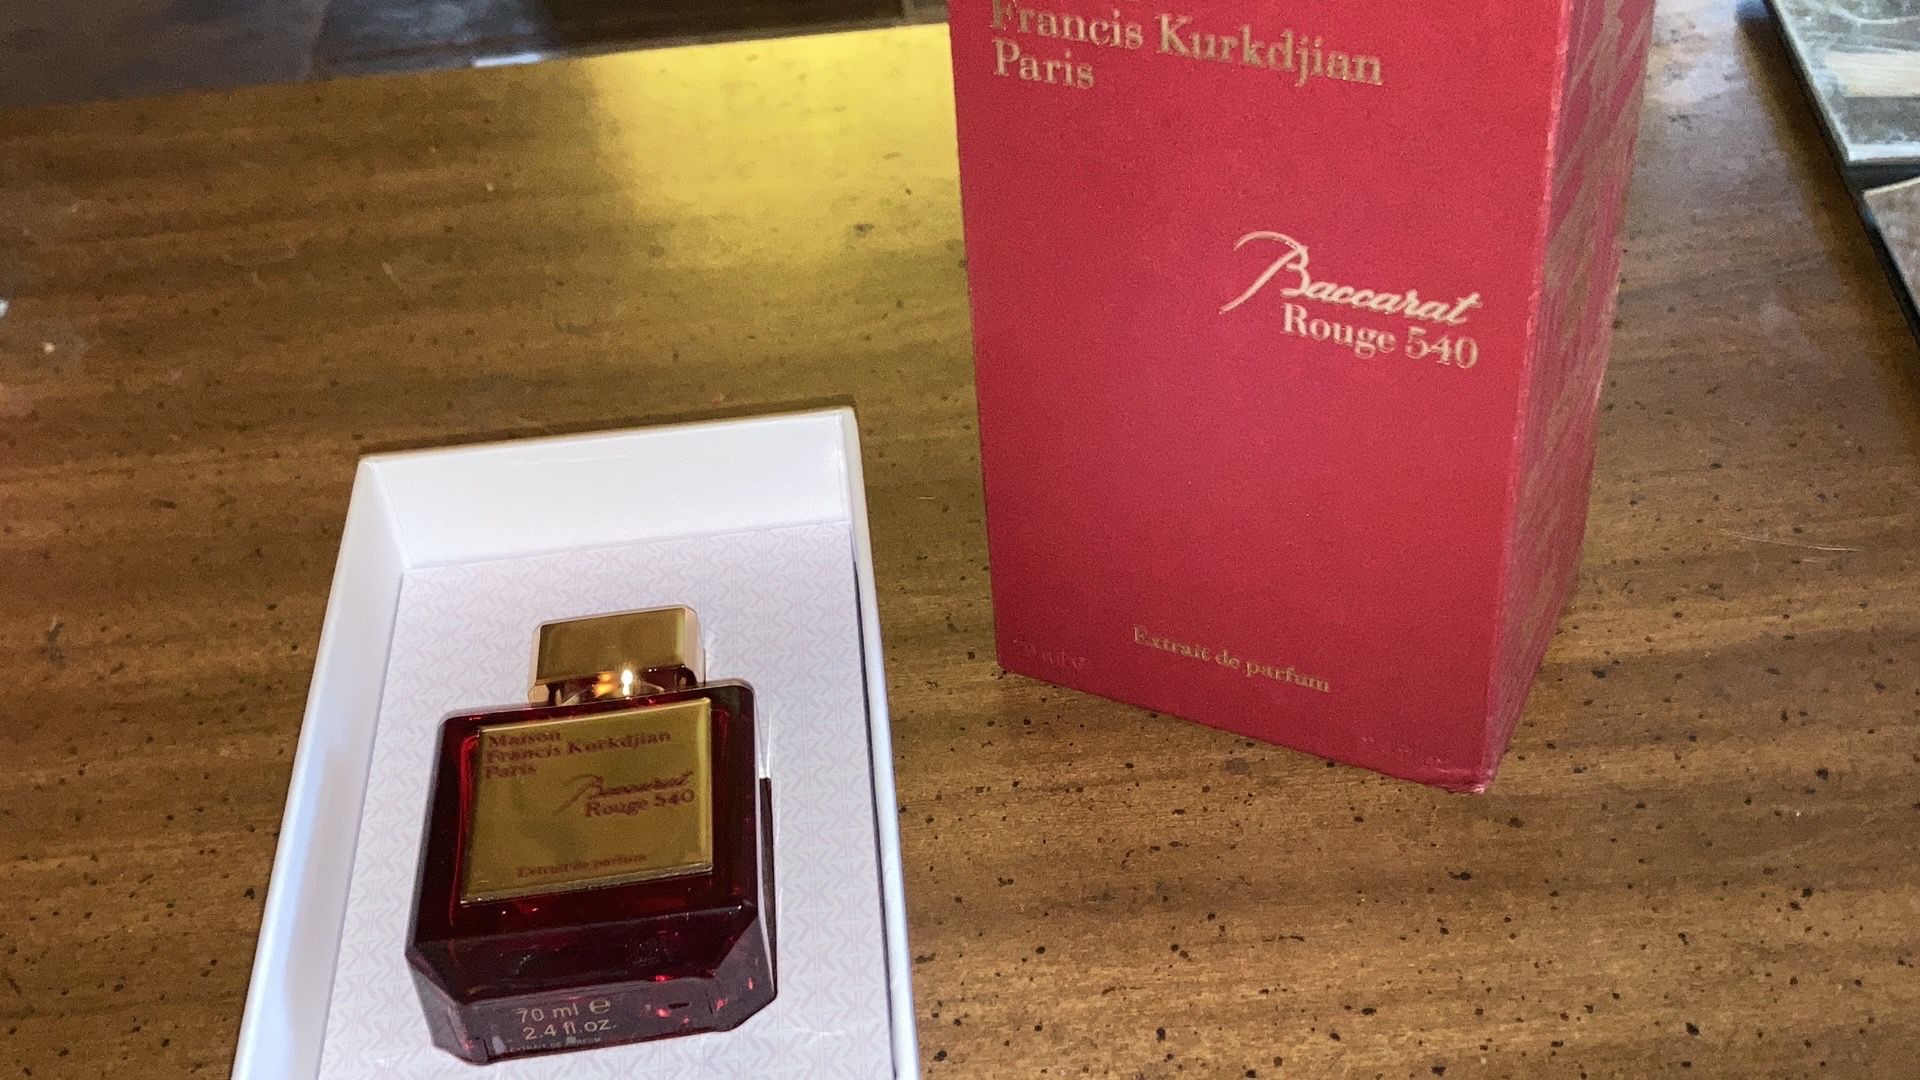 Francis Kurkdjian
Paris
Baccarat
Rouge 540
Extrait de parfum
Maison
Francis Kurkdjian
Paris
Baccarat
Rouge 540
Extrait de parfum
70 ml e
2.4 fl.oz.